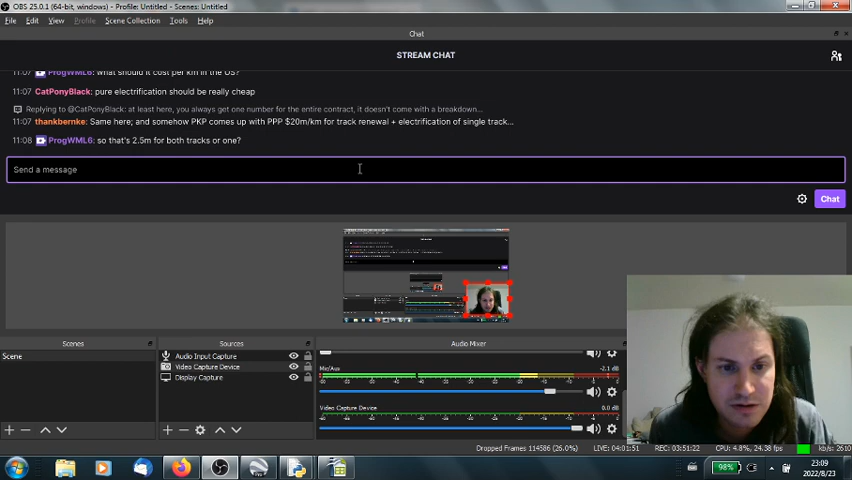 OBS 25.0.1 (64-bit, windows) - Profile: Untitled - Scenes: Untitled
File Edit View Profile Scene Collection Tools Help
Chat
STREAM CHAT
11:07 ProgWML6: what should it cost per km in the US?
11:07 CatPonyBlack: pure electrification should be really cheap
Replying to @CatPonyBlack: at least here, you always get one number for the entire contract, it doesn't come with a breakdown...
11:07 thankbernke: Same here; and somehow PKP comes up with PPP $20m/km for track renewal + electrification of single track...
11:08 ProgWML6: so that's 2.5m for both tracks or one?
Send a message
Chat
Scenes
Sources
Audio Mixer
Scene
Audio Input Capture
Video Capture Device
Display Capture
Mic/Aux
-2.1 dB
Video Capture Device
0.0 dB
Dropped Frames 114586 (26.0%)
LIVE: 04:01:51
REC: 03:51:22
CPU: 4.8%, 24.38 fps
kb/s: 2610
98%
23:09
2022/8/23